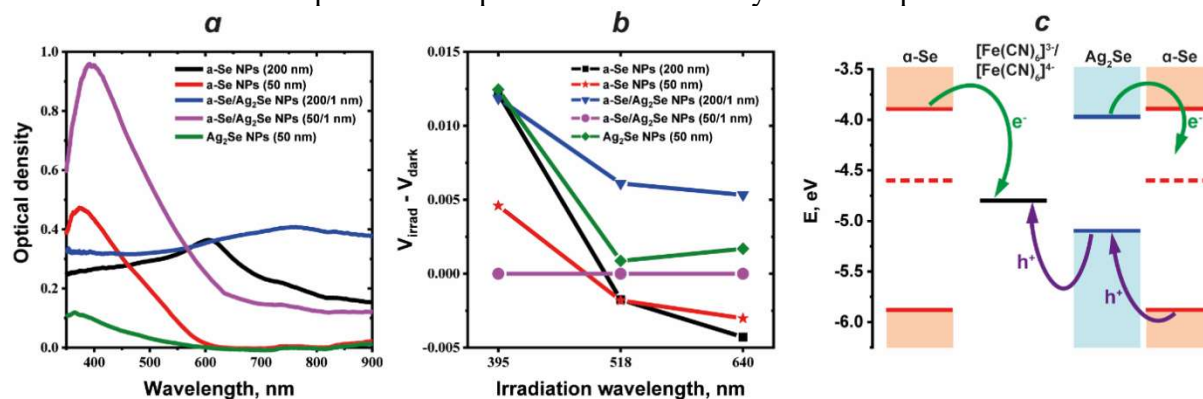 a
Optical density
1.0
0.8
0.6
0.4
0.2
0.0
400 500 600 700 800 900
Wavelength, nm
a-Se NPs (200 nm)
a-Se NPs (50 nm)
a-Se/Ag₂Se NPs (200/1 nm)
a-Se/Ag₂Se NPs (50/1 nm)
Ag₂Se NPs (50 nm)
b
V_irrad - V_dark
0.015
0.010
0.005
0.000
-0.005
395 518 640
Irradiation wavelength, nm
a-Se NPs (200 nm)
a-Se NPs (50 nm)
a-Se/Ag₂Se NPs (200/1 nm)
a-Se/Ag₂Se NPs (50/1 nm)
Ag₂Se NPs (50 nm)
c
E, eV
-3.5
-4.0
-4.5
-5.0
-5.5
-6.0
α-Se
[Fe(CN)₆]³⁻/
[Fe(CN)₆]⁴⁻
Ag₂Se
α-Se
e⁻
e⁻
h⁺
h⁺